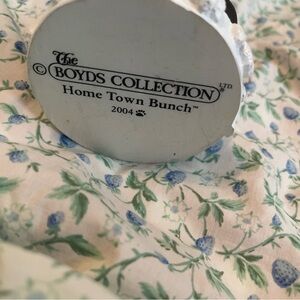 The
© BOYDS COLLECTION LTD
Home Town Bunch™
2004